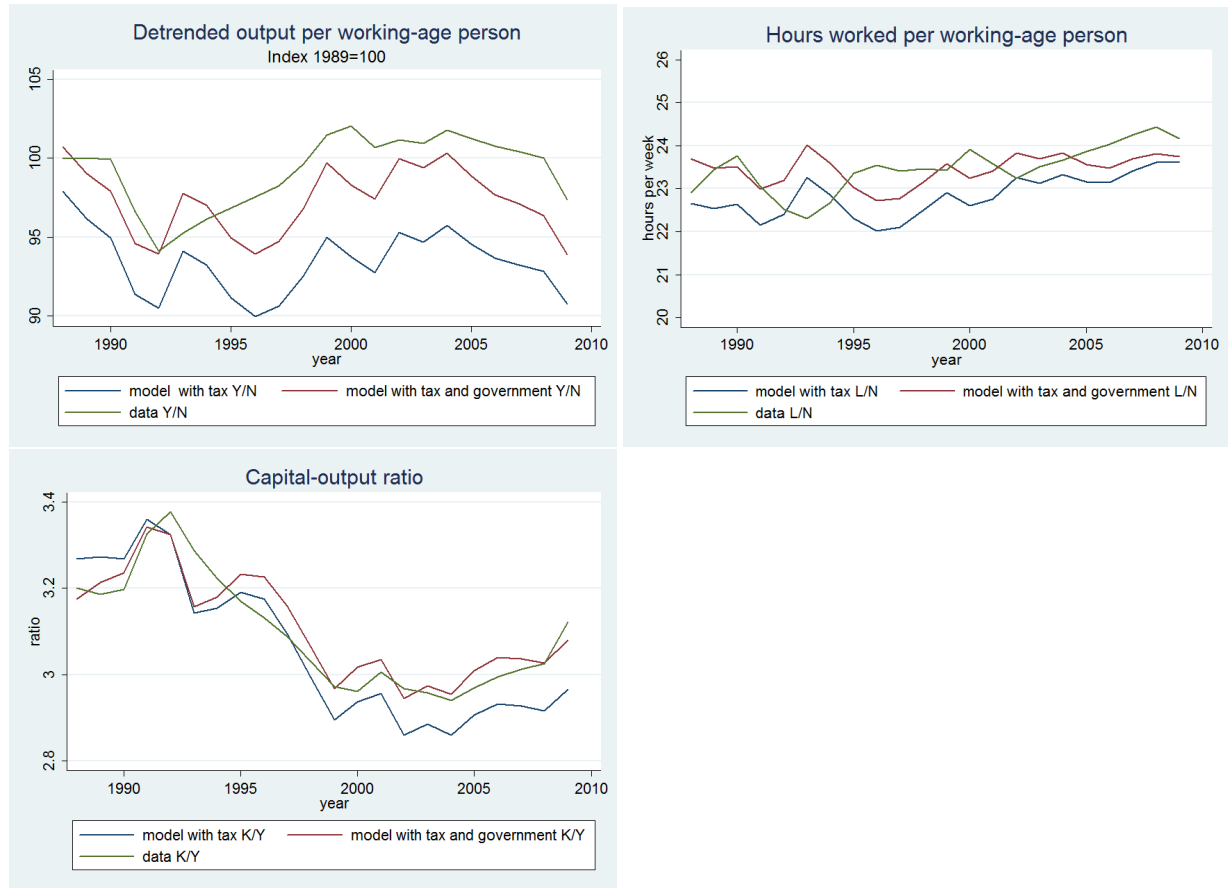 Detrended output per working-age person
Index 1989=100
105
100
95
90
1990 1995 2000 2005 2010
year
model with tax Y/N model with tax and government Y/N
data Y/N
Hours worked per working-age person
hours per week
26
25
24
23
22
21
20
1990 1995 2000 2005 2010
year
model with tax L/N model with tax and government L/N
data L/N
Capital-output ratio
ratio
3.4
3.2
3
2.8
1990 1995 2000 2005 2010
year
model with tax K/Y model with tax and government K/Y
data K/Y